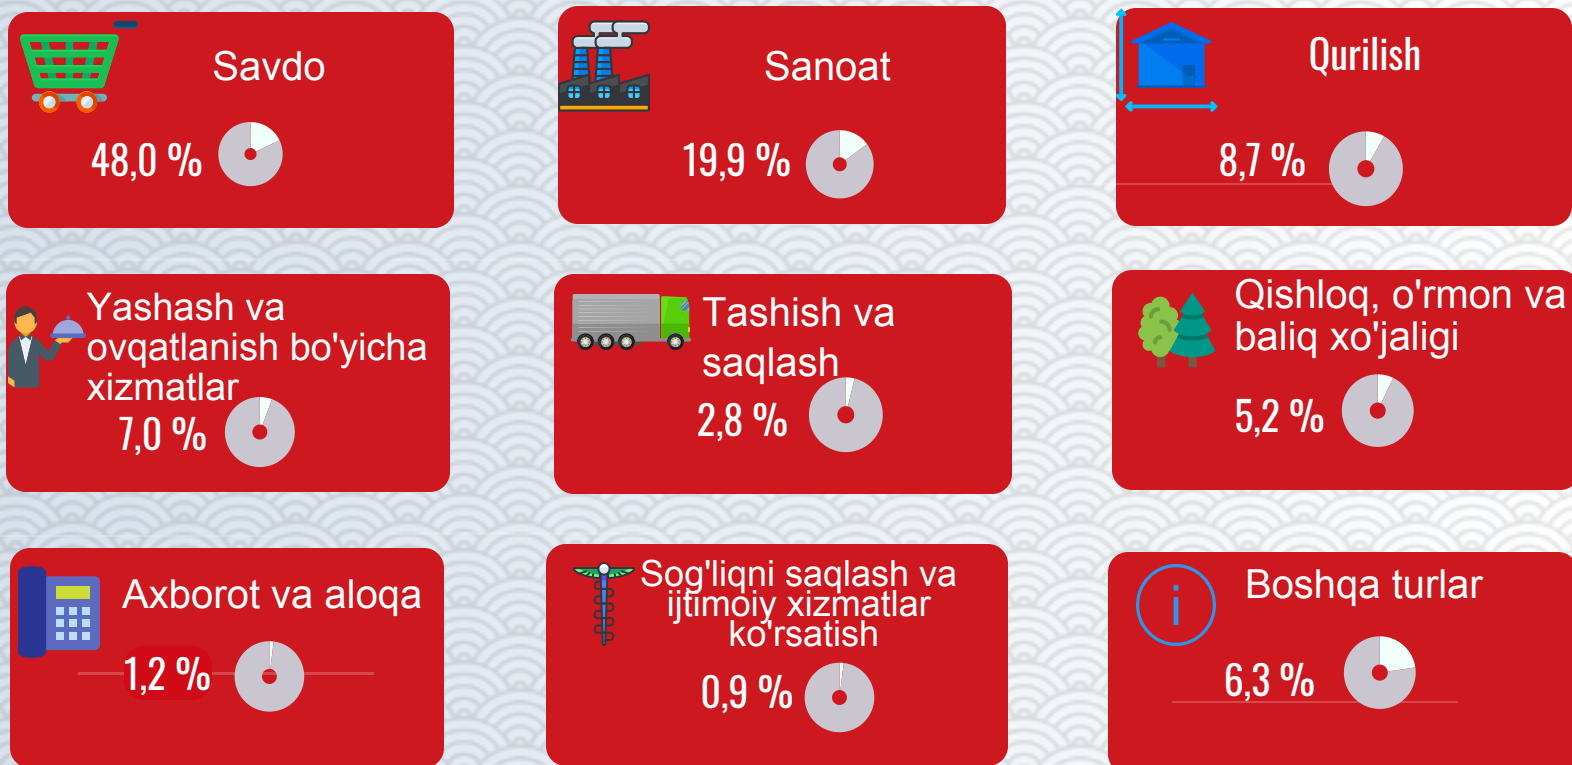 Savdo
48,0 %
Sanoat
19,9 %
Qurilish
8,7 %
Yashash va
ovqatlanish bo'yicha
xizmatlar
7,0 %
Tashish va
saqlash
2,8 %
Qishloq, o'rmon va
baliq xo'jaligi
5,2 %
Axborot va aloqa
1,2 %
Sog'liqni saqlash va
ijtimoiy xizmatlar
ko'rsatish
0,9 %
i
Boshqa turlar
6,3 %